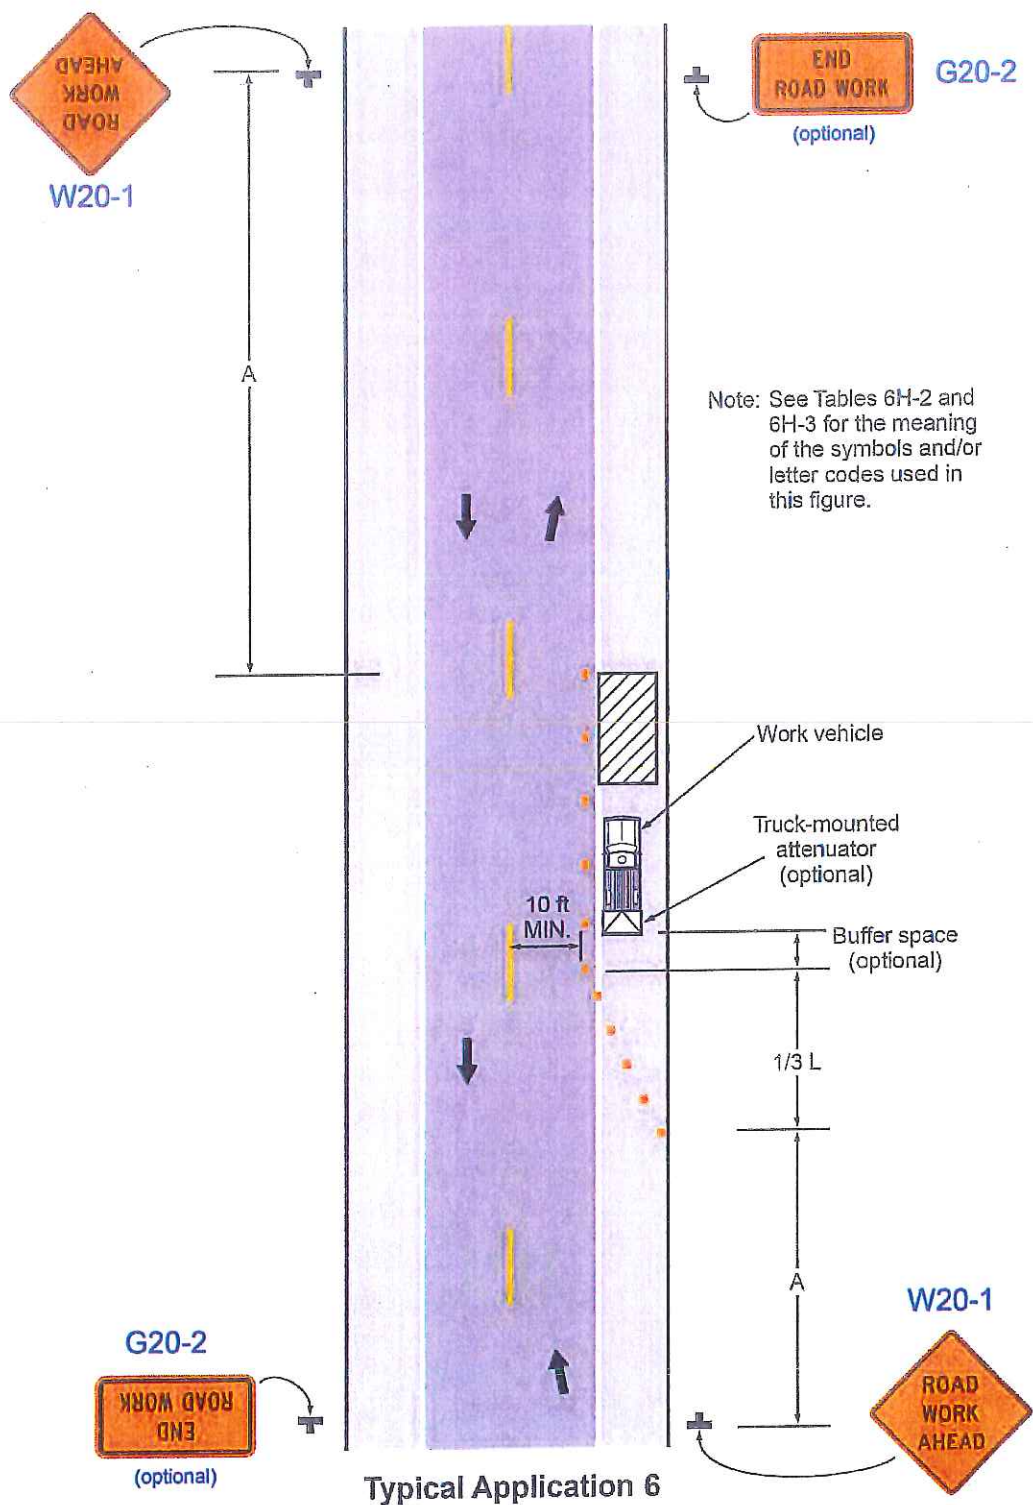 ROAD
WORK
AHEAD
W20-1
END
ROAD WORK
(optional)
G20-2
A
Note: See Tables 6H-2 and
6H-3 for the meaning
of the symbols and/or
letter codes used in
this figure.
Work vehicle
Truck-mounted
attenuator
(optional)
10 ft
MIN.
Buffer space
(optional)
1/3 L
A
W20-1
ROAD
WORK
AHEAD
G20-2
END
ROAD WORK
(optional)
Typical Application 6